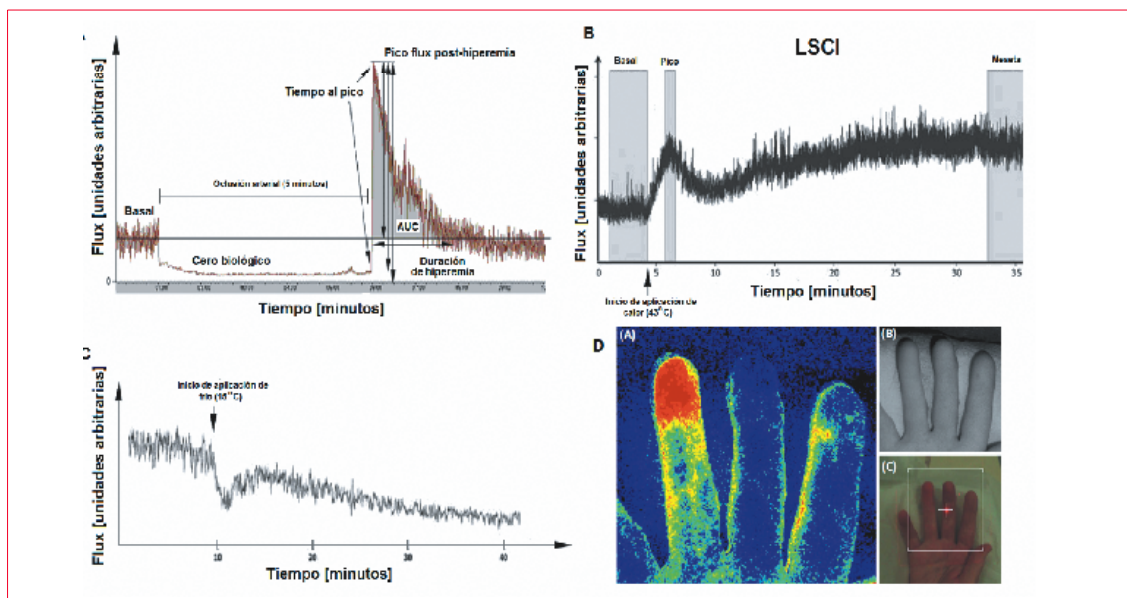 Pico flux post-hiperemia
Tiempo al pico
Flux [unidades arbitrarias]
Oclusión arterial (5 minutos)
Basal
AUC
Cero biológico
Duración
de hiperemia
0
Tiempo [minutos]
B
LSCI
Basal
Pico
Meseta
Flux [unidades arbitrarias]
0 5 10 15 20 25 30 35
Tiempo [minutos]
Inicio de aplicación de
calor (43°C)
Inicio de aplicación de
frío (15°C)
Flux [unidades arbitrarias]
10 20 30 40
Tiempo [minutos]
D
(A)
(B)
(C)